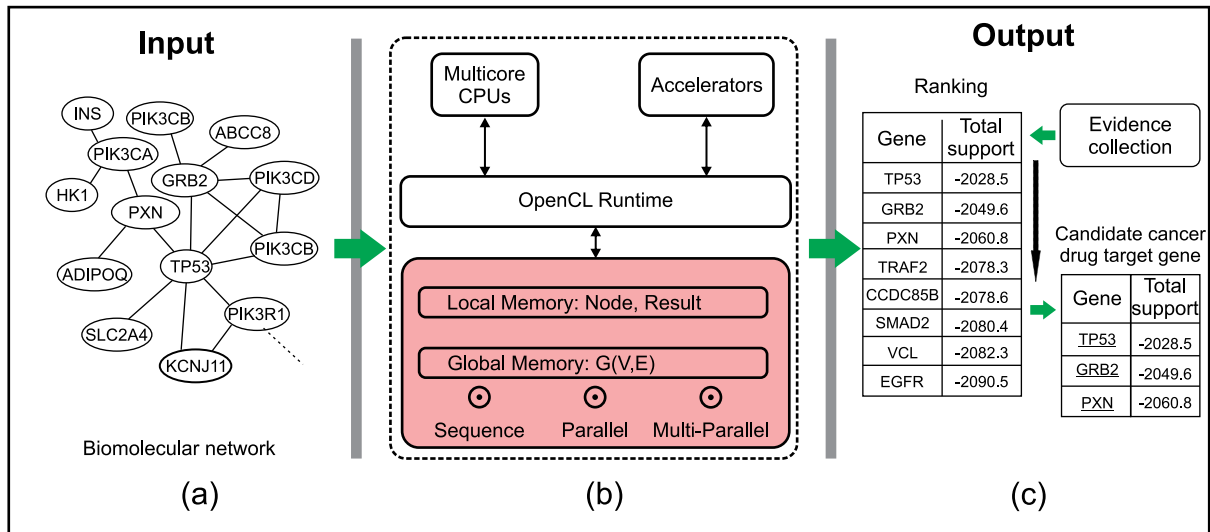 Input
INS
PIK3CB
ABCC8
PIK3CA
HK1
GRB2
PIK3CD
PXN
PIK3CB
ADIPOQ
TP53
SLC2A4
PIK3R1
KCNJ11
Biomolecular network
(a)
Multicore
CPUs
Accelerators
OpenCL Runtime
Local Memory: Node, Result
Global Memory: G(V,E)
Sequence Parallel Multi-Parallel
(b)
Output
Ranking
Gene Total
support
TP53 -2028.5
GRB2 -2049.6
PXN -2060.8
TRAF2 -2078.3
CCDC85B -2078.6
SMAD2 -2080.4
VCL -2082.3
EGFR -2090.5
Evidence
collection
Candidate cancer
drug target gene
Gene Total
support
TP53 -2028.5
GRB2 -2049.6
PXN -2060.8
(c)